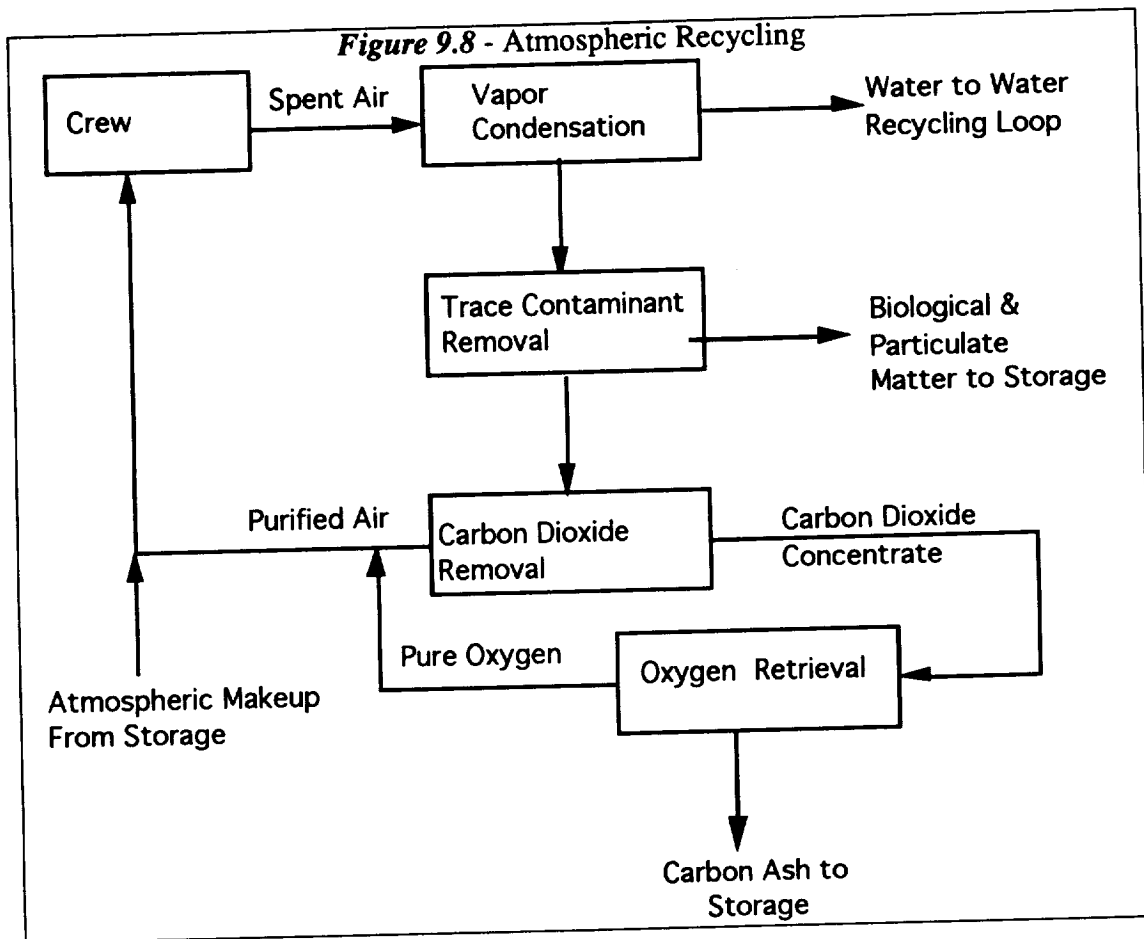 Figure 9.8 - Atmospheric Recycling
Crew
Spent Air
Vapor
Condensation
Water to Water
Recycling Loop
Trace Contaminant
Removal
Biological &
Particulate
Matter to Storage
Purified Air
Carbon Dioxide
Removal
Carbon Dioxide
Concentrate
Pure Oxygen
Oxygen Retrieval
Atmospheric Makeup
From Storage
Carbon Ash to
Storage